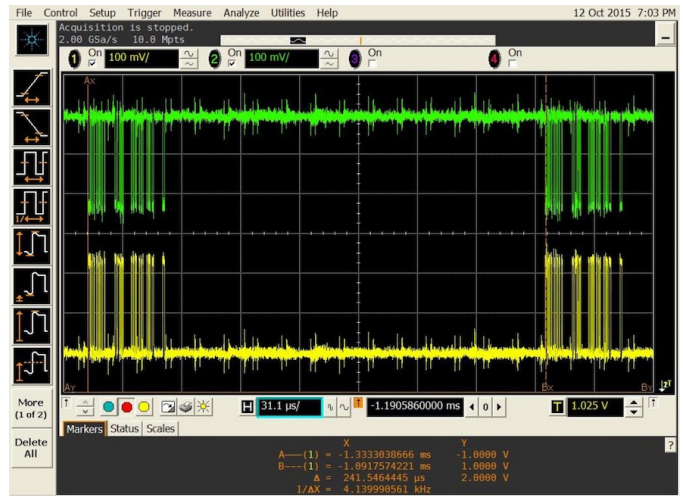 File Control Setup Trigger Measure Analyze Utilities Help 12 Oct 2015 7:03 PM
Acquisition is stopped.
2.00 GSa/s 10.0 Mpts
1 On 100 mV/ 2 On 100 mV/ 3 On 4 On
Ax
Ay Bx By
More
(1 of 2)
Delete
All
H 31.1 µs/ -1.1905860000 ms 0 T 1.025 V
Markers Status Scales
X Y
A——(1) = -1.3333038666 ms -1.0000 V
B---(1) = -1.0917574221 ms 1.0000 V
Δ = 241.5464445 µs 2.0000 V
1/ΔX = 4.139990561 kHz
?